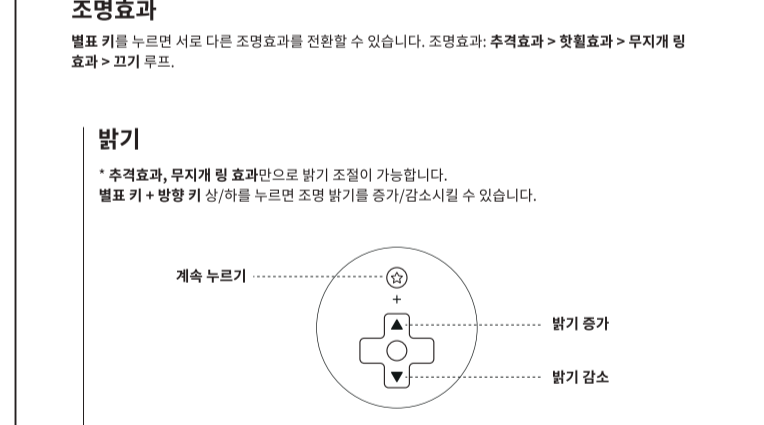 조명효과
별표 키를 누르면 서로 다른 조명효과를 전환할 수 있습니다. 조명효과: 추격효과 > 핫휠효과 > 무지개 링
효과 > 끄기 루프.
밝기
* 추격효과, 무지개 링 효과만으로 밝기 조절이 가능합니다.
별표 키 + 방향 키 상/하를 누르면 조명 밝기를 증가/감소시킬 수 있습니다.
계속 누르기
+
밝기 증가
밝기 감소